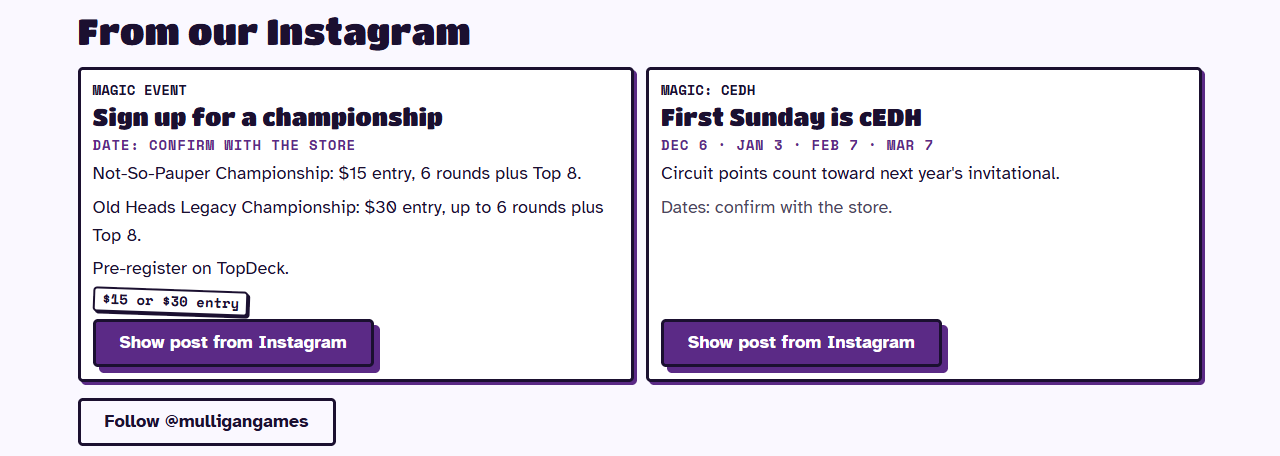 From our Instagram
MAGIC EVENT
Sign up for a championship
DATE: CONFIRM WITH THE STORE
Not-So-Pauper Championship: $15 entry, 6 rounds plus Top 8.
Old Heads Legacy Championship: $30 entry, up to 6 rounds plus
Top 8.
Pre-register on TopDeck.
$15 or $30 entry
Show post from Instagram
MAGIC: CEDH
First Sunday is cEDH
DEC 6 · JAN 3 · FEB 7 · MAR 7
Circuit points count toward next year's invitational.
Dates: confirm with the store.
Show post from Instagram
Follow @mulligangames